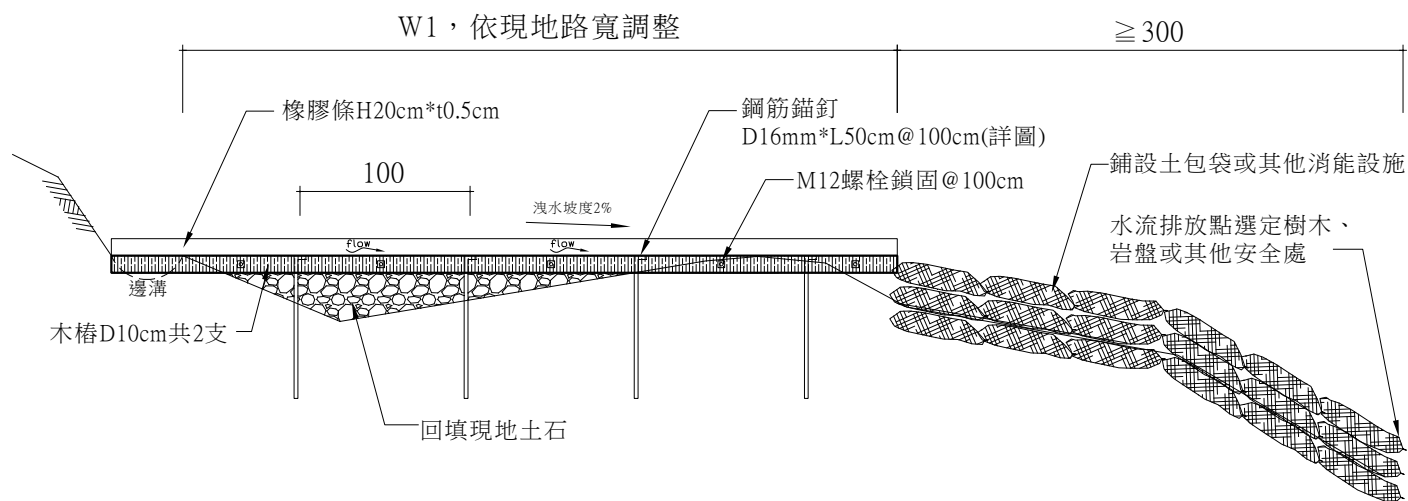 W1，依現地路寬調整
≧300
橡膠條H20cm*t0.5cm
鋼筋錨釘
D16mm*L50cm@100cm(詳圖)
M12螺栓鎖固@100cm
100
洩水坡度2%
flow
flow
鋪設土包袋或其他消能設施
水流排放點選定樹木、
岩盤或其他安全處
邊溝
木樁D10cm共2支
回填現地土石